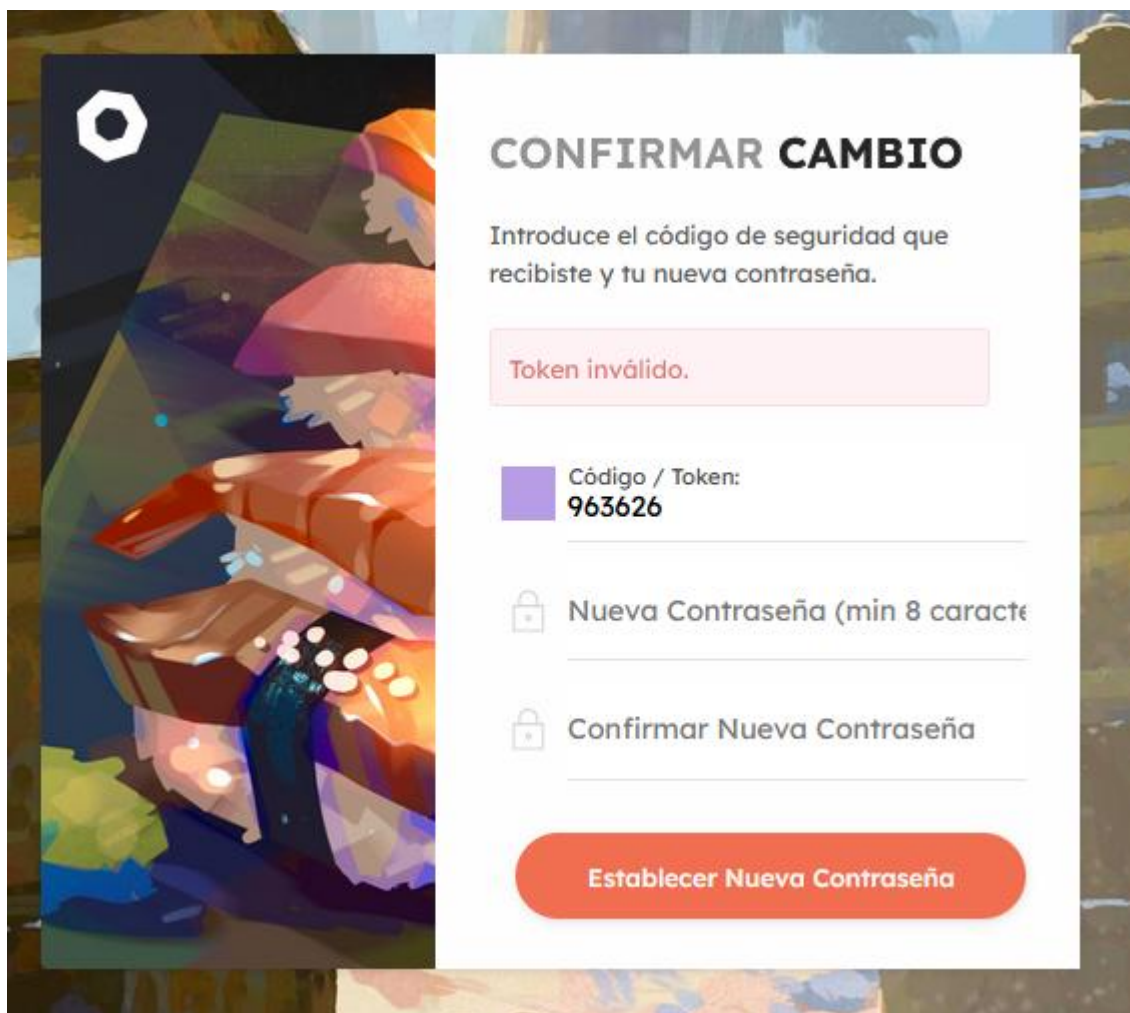 CONFIRMAR CAMBIO
Introduce el código de seguridad que
recibiste y tu nueva contraseña.
Token inválido.
Código / Token:
963626
Nueva Contraseña (min 8 caracte
Confirmar Nueva Contraseña
Establecer Nueva Contraseña